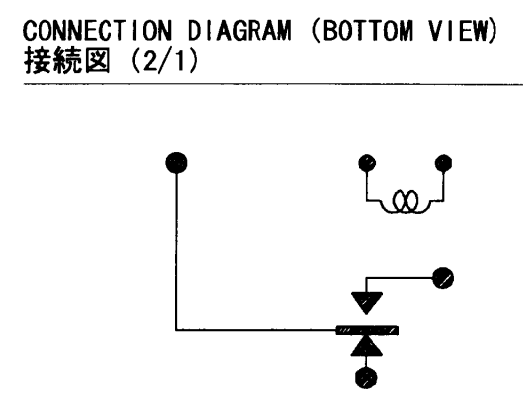 CONNECTION DIAGRAM (BOTTOM VIEW)
接続図 (2/1)